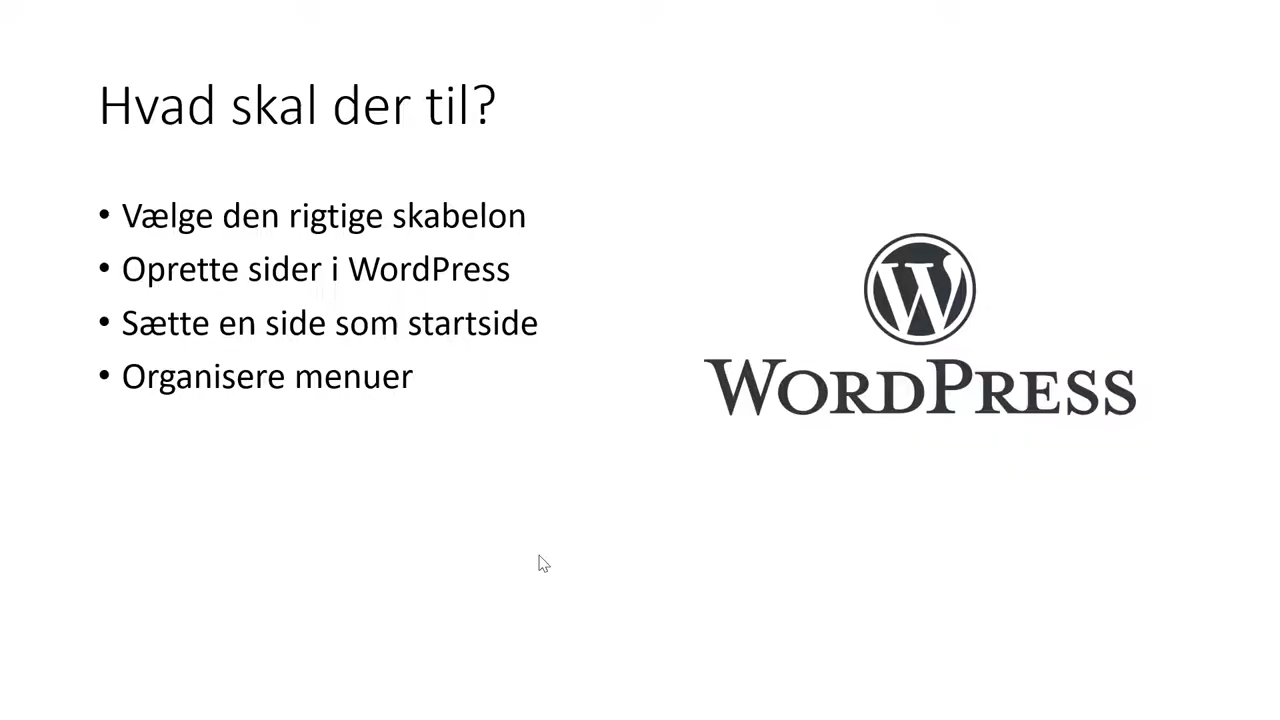 Hvad skal der til?
• Vælge den rigtige skabelon
• Oprette sider i WordPress
• Sætte en side som startside
• Organisere menuer
W
WORDPRESS